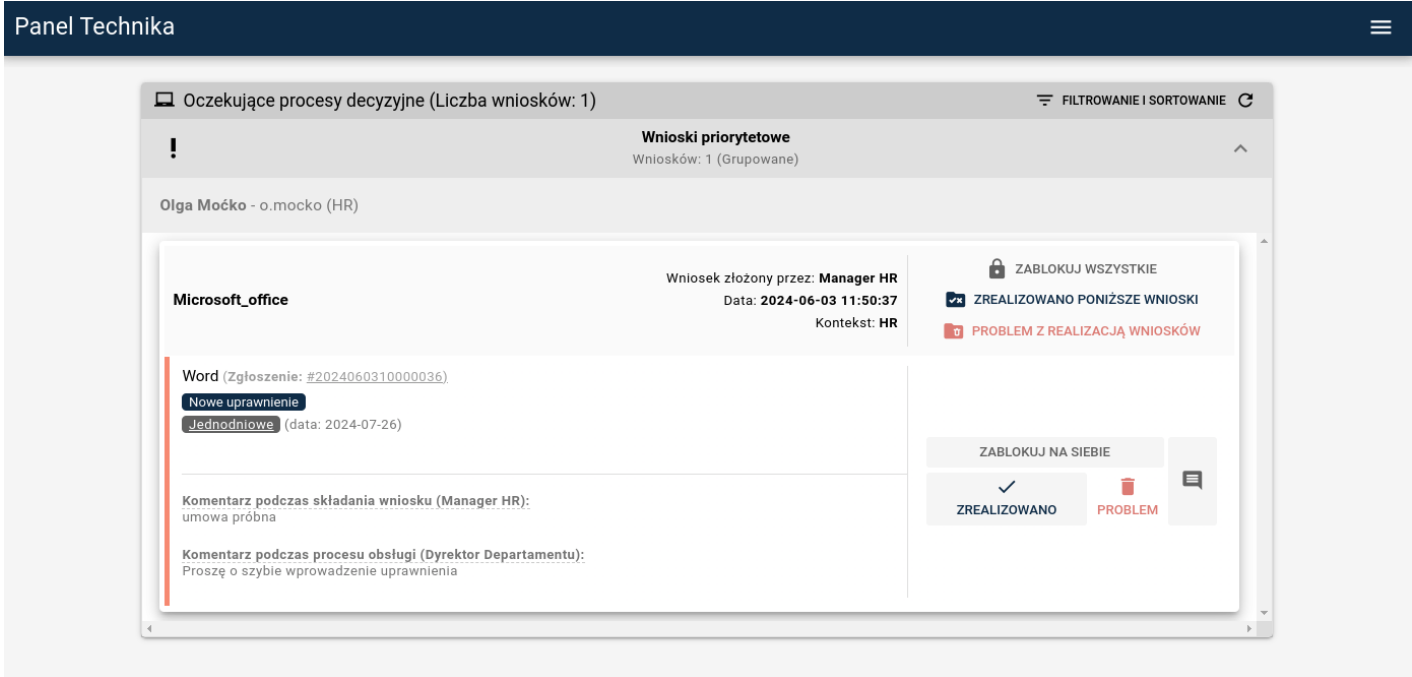 Panel Technika
Oczekujące procesy decyzyjne (Liczba wniosków: 1)
FILTROWANIE I SORTOWANIE
Wnioski priorytetowe
Wniosków: 1 (Grupowane)
Olga Moćko - o.mocko (HR)
Microsoft_office
Wniosek złożony przez: Manager HR
Data: 2024-06-03 11:50:37
Kontekst: HR
ZABLOKUJ WSZYSTKIE
ZREALIZOWANO PONIŻSZE WNIOSKI
PROBLEM Z REALIZACJĄ WNIOSKÓW
Word (Zgłoszenie: #2024060310000036)
Nowe uprawnienie
Jednodniowe (data: 2024-07-26)
Komentarz podczas składania wniosku (Manager HR):
umowa próbna
Komentarz podczas procesu obsługi (Dyrektor Departamentu):
Proszę o szybie wprowadzenie uprawnienia
ZABLOKUJ NA SIEBIE
ZREALIZOWANO
PROBLEM